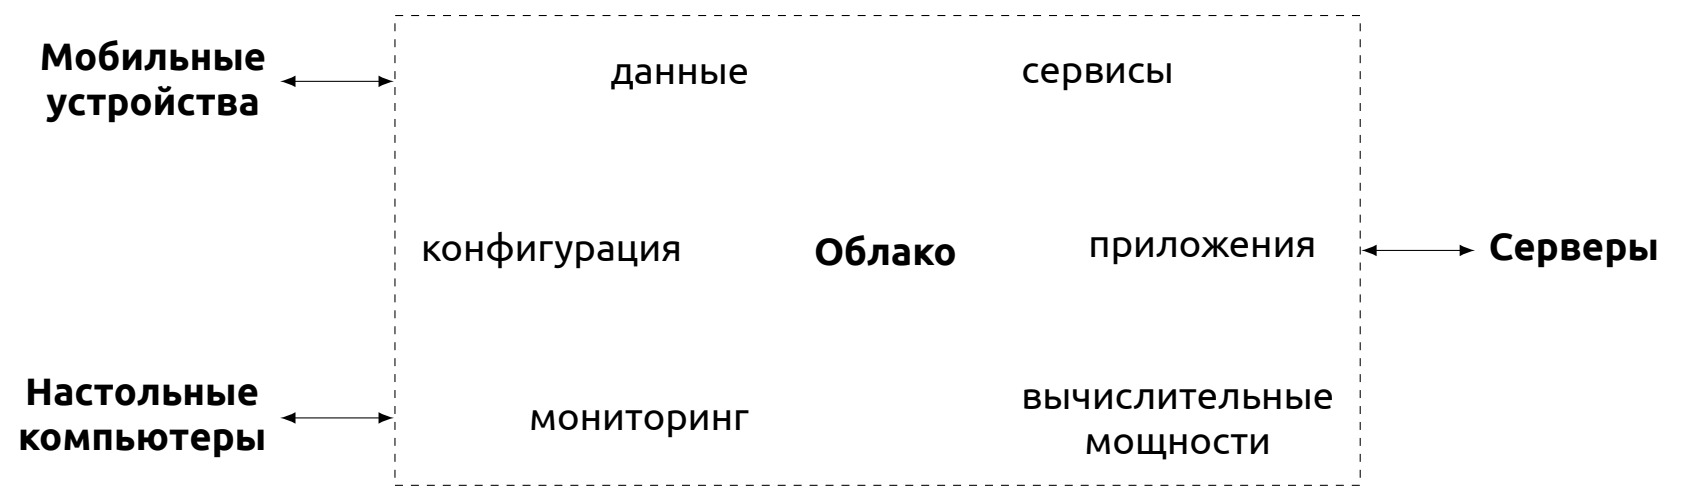 Мобильные
устройства
данные
сервисы
конфигурация
Облако
приложения
Серверы
Настольные
компьютеры
мониторинг
вычислительные
мощности